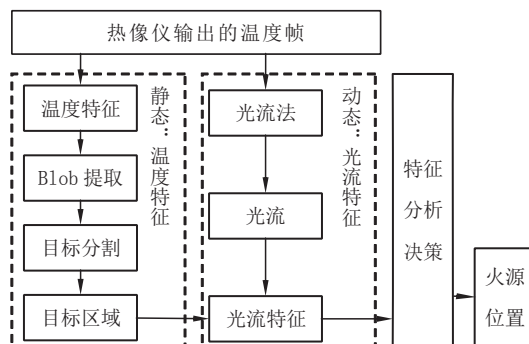 热像仪输出的温度帧
温度特征
Blob 提取
目标分割
目标区域
静态：温度特征
光流法
光流
光流特征
动态：光流特征
特征
分析
决策
火源
位置